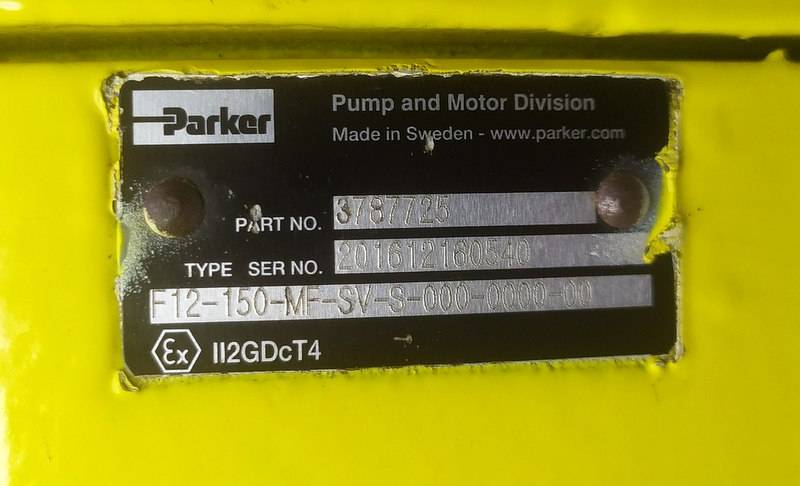 Parker
Pump and Motor Division
Made in Sweden - www.parker.com
PART NO. 3787725
TYPE SER NO. 201612160540
F12-150-MF-SV-S-000-0000-00
Ex II2GDcT4